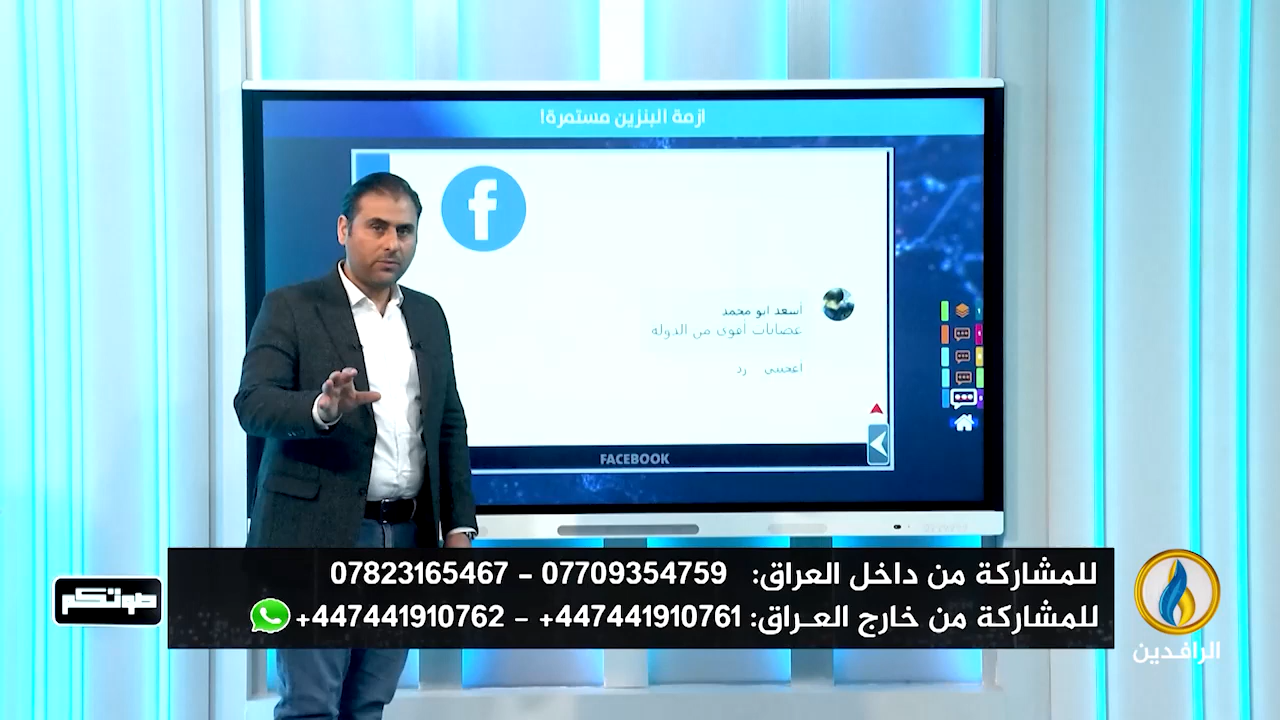 ازمة البنزين مستمرة!
f
أسعد ابو محمد
عصابات أقوى من الدولة
اعجبني رد
FACEBOOK
للمشاركة من داخل العراق: 07709354759 - 07823165467
للمشاركة من خارج العراق: 447441910761+ - 447441910762+
صوتكم
الرافدين